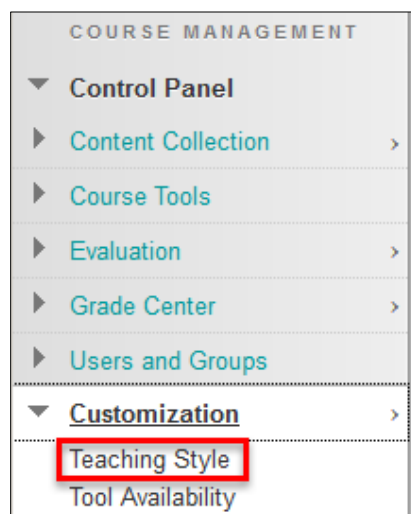 COURSE MANAGEMENT
Control Panel
Content Collection
Course Tools
Evaluation
Grade Center
Users and Groups
Customization
Teaching Style
Tool Availability